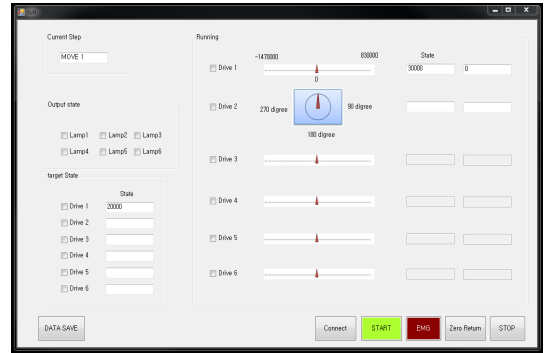 Current Step
MOVE 1
Output state
Lamp1 Lamp2 Lamp3
Lamp4 Lamp5 Lamp6
target State
State
Drive 1 20000
Drive 2
Drive 3
Drive 4
Drive 5
Drive 6
Running
-1470000 830000 State
Drive 1 30000 0
0
Drive 2 270 digree 90 digree
180 digree
Drive 3
Drive 4
Drive 5
Drive 6
DATA SAVE Connect START EMG Zero Return STOP